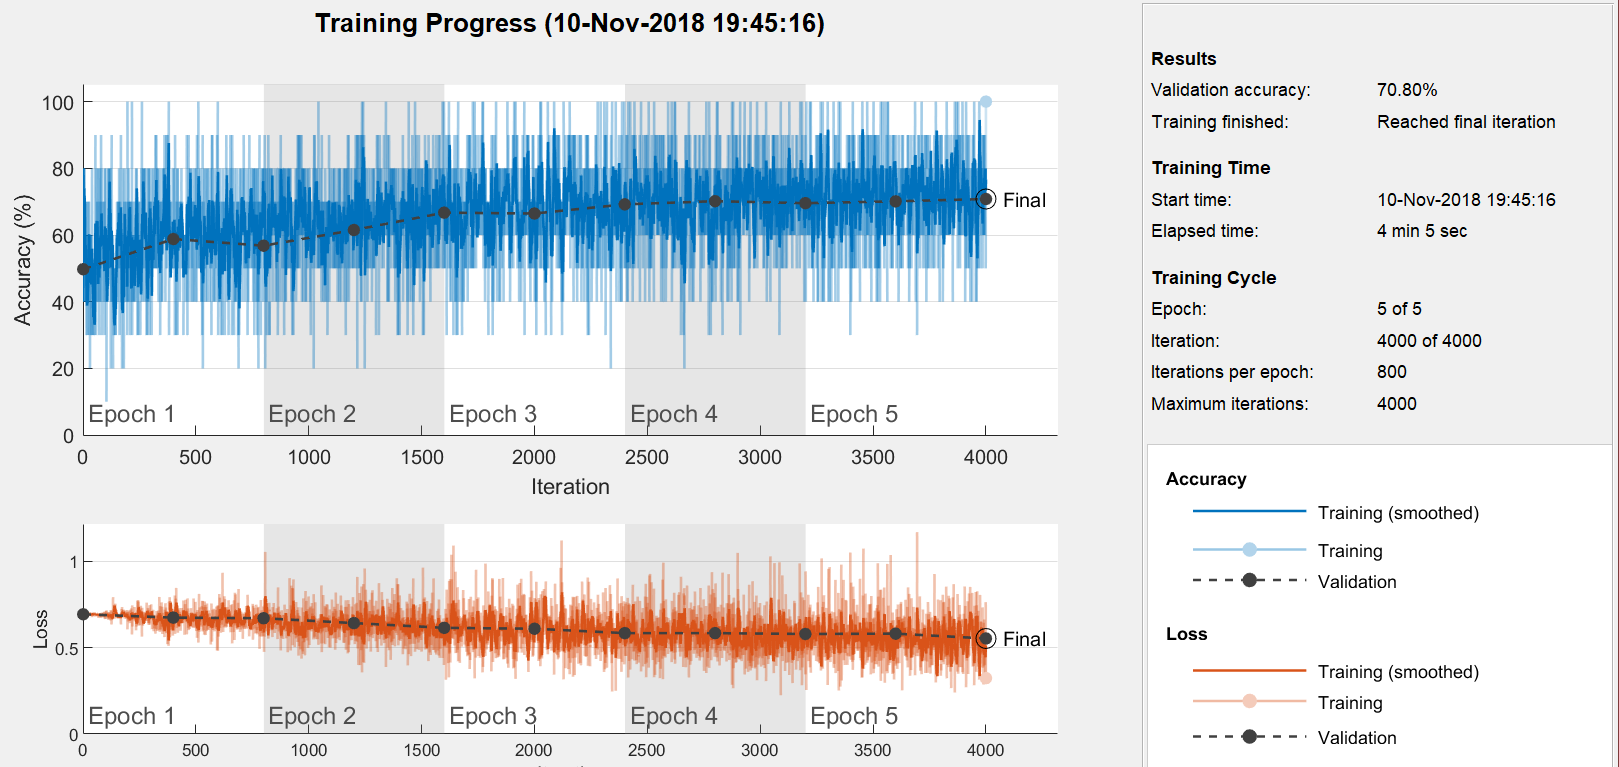 Training Progress (10-Nov-2018 19:45:16)
100
80
60
40
20
0
Accuracy (%)
Epoch 1 Epoch 2 Epoch 3 Epoch 4 Epoch 5
Final
0 500 1000 1500 2000 2500 3000 3500 4000
Iteration
1
0.5
0
Loss
Epoch 1 Epoch 2 Epoch 3 Epoch 4 Epoch 5
Final
0 500 1000 1500 2000 2500 3000 3500 4000
Results
Validation accuracy: 70.80%
Training finished: Reached final iteration
Training Time
Start time: 10-Nov-2018 19:45:16
Elapsed time: 4 min 5 sec
Training Cycle
Epoch: 5 of 5
Iteration: 4000 of 4000
Iterations per epoch: 800
Maximum iterations: 4000
Accuracy
Training (smoothed)
Training
Validation
Loss
Training (smoothed)
Training
Validation